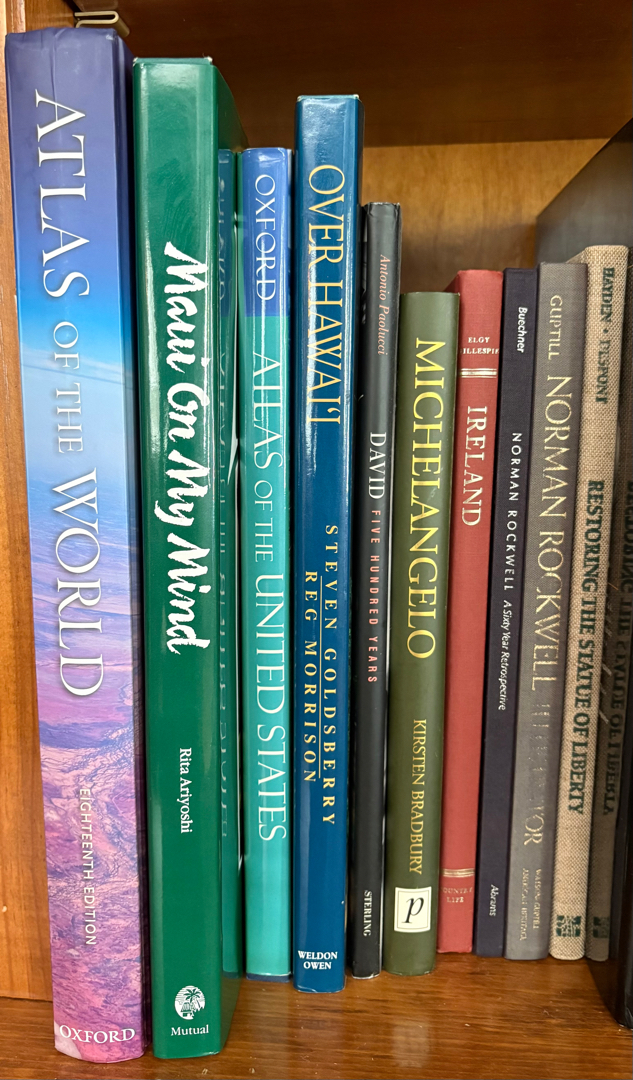 ATLAS OF THE WORLD
EIGHTEENTH EDITION
OXFORD
Maui On My Mind
Rita Ariyoshi
Mutual
OXFORD
ATLAS OF THE UNITED STATES
OVER HAWAI'I
STEVEN GOLDSBERRY
REG MORRISON
WELDON
OWEN
Antonio Paolucci
DAVID FIVE HUNDRED YEARS
STERLING
MICHELANGELO
KIRSTEN BRADBURY
p
IRELAND
LIFE
Buechner
NORMAN ROCKWELL A Sixty Year Retrospective
Abrams
GUPTILL
NORMAN ROCKWELL
HAYDEN
RESTORING THE STATUE OF LIBERTY